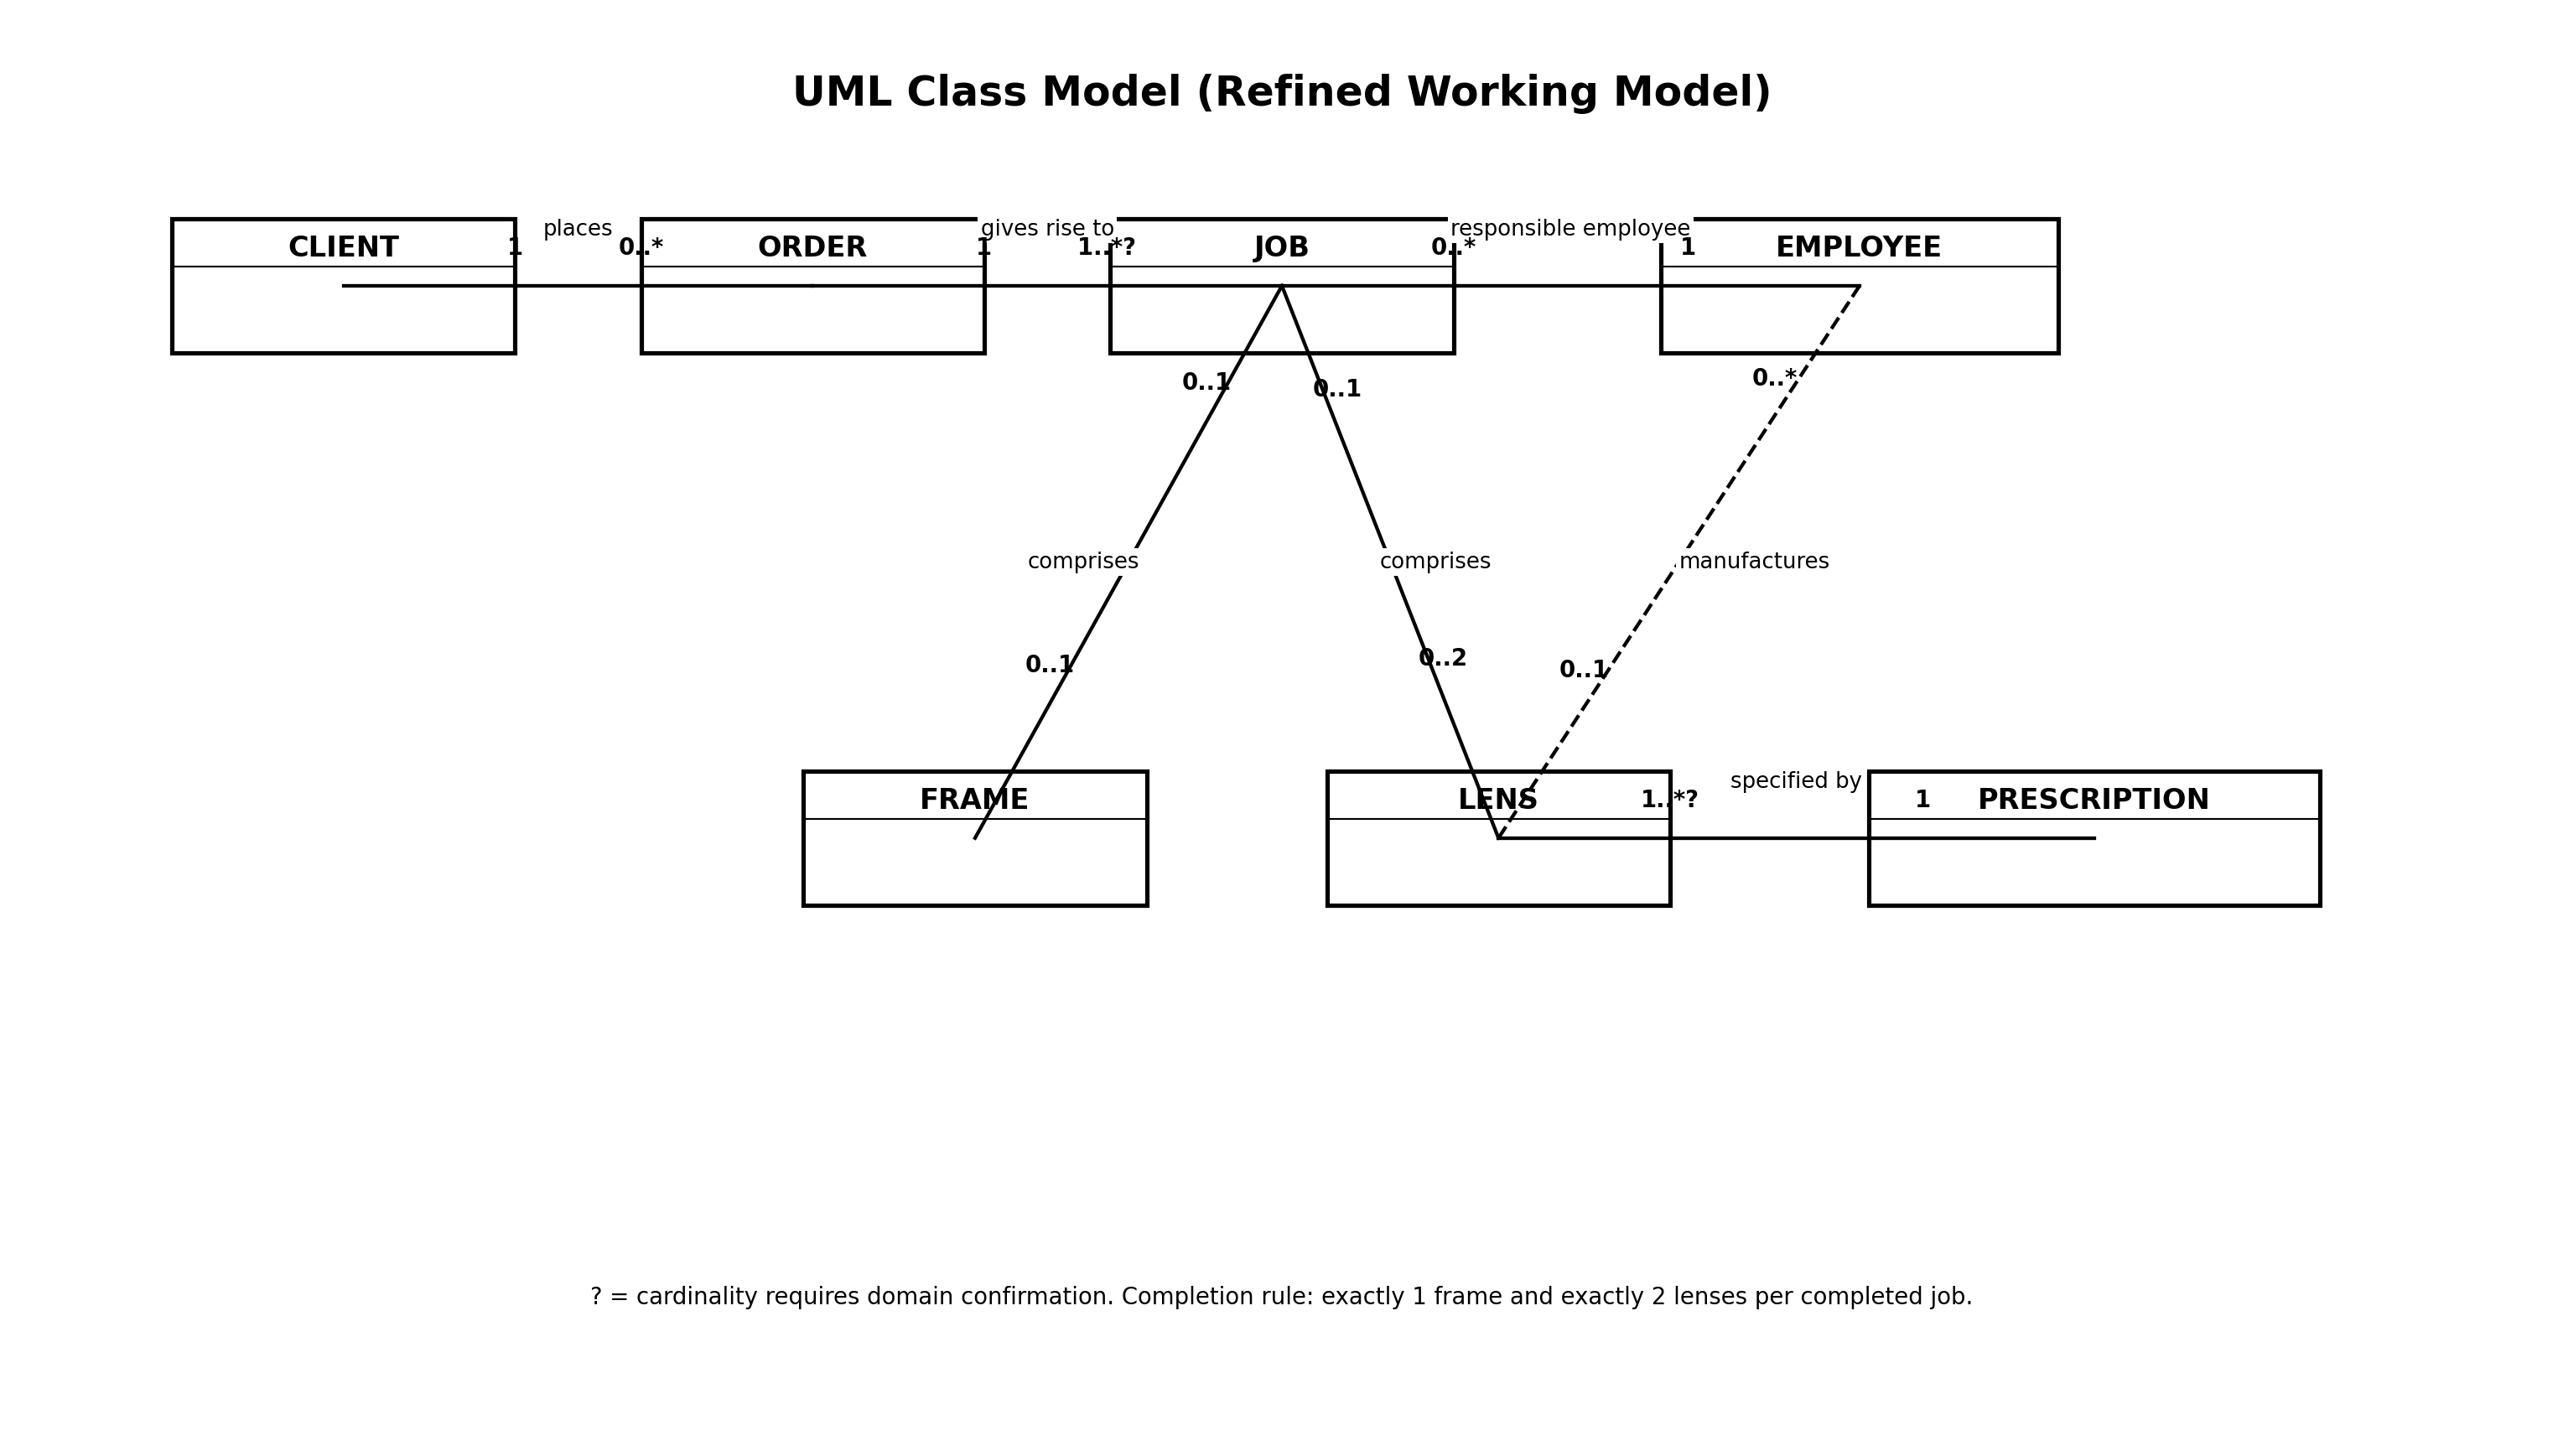 UML Class Model (Refined Working Model)
places
gives rise to
responsible employee
CLIENT
1
0..*
ORDER
1
1..*?
JOB
0..*
1
EMPLOYEE
0..1
0..1
0..*
comprises
comprises
manufactures
0..1
0..2
0..1
specified by
FRAME
LENS
1..*?
1
PRESCRIPTION
? = cardinality requires domain confirmation. Completion rule: exactly 1 frame and exactly 2 lenses per completed job.